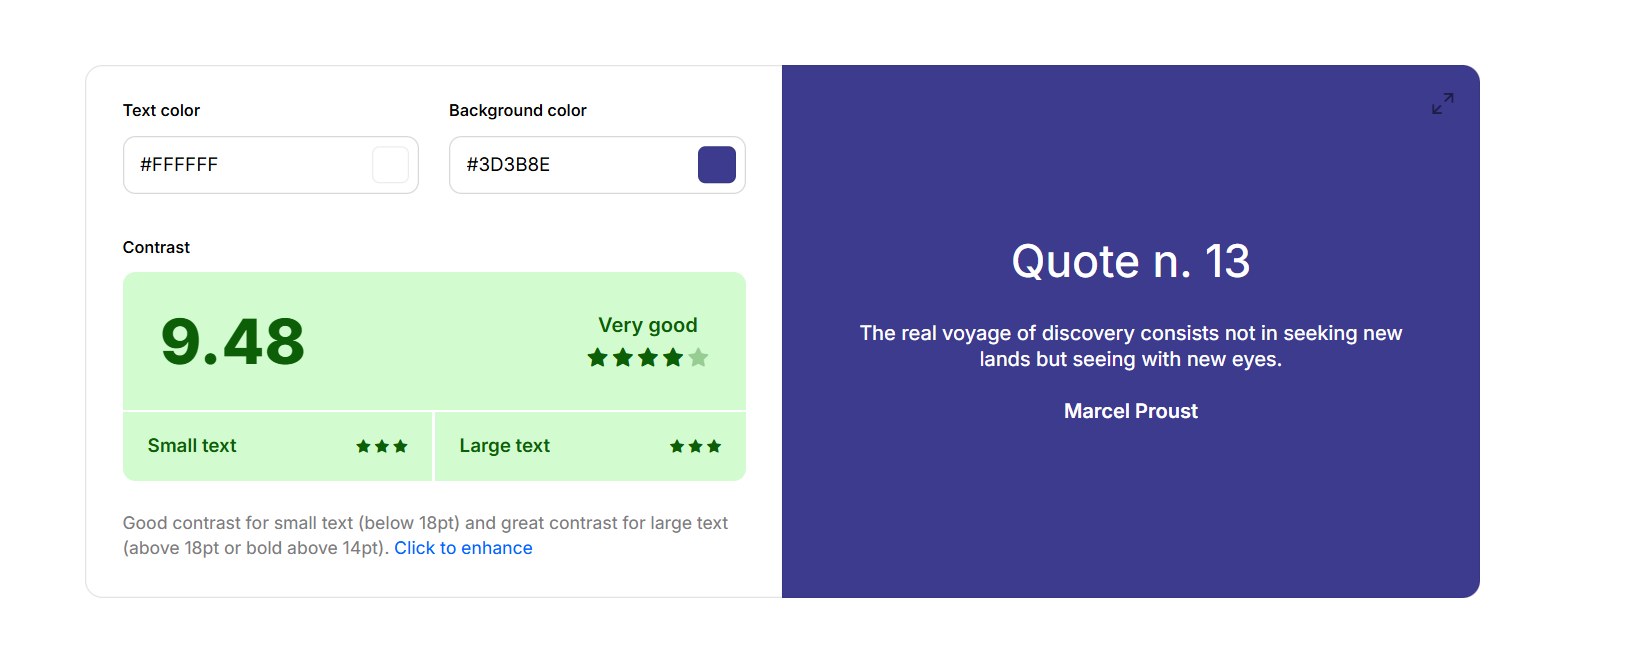 Text color
#FFFFFF
Background color
#3D3B8E
Contrast
9.48
Very good
Small text
Large text
Good contrast for small text (below 18pt) and great contrast for large text
(above 18pt or bold above 14pt). Click to enhance
Quote n. 13
The real voyage of discovery consists not in seeking new
lands but seeing with new eyes.
Marcel Proust